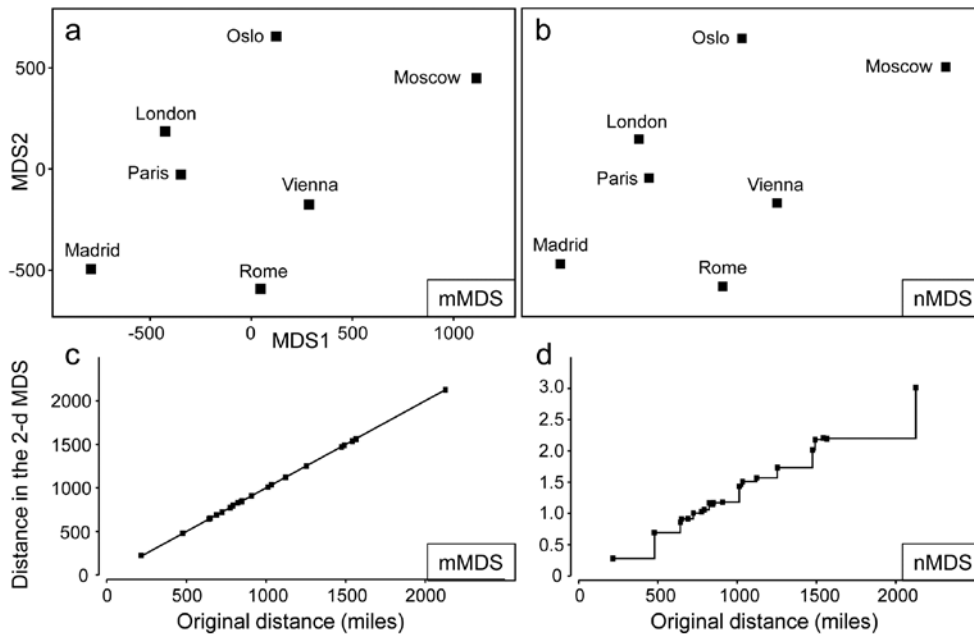 a
Oslo
Moscow
London
Paris
Vienna
Madrid
Rome
mMDS
500
0
-500
MDS2
-500
0
500
1000
MDS1
b
Oslo
Moscow
London
Paris
Vienna
Madrid
Rome
nMDS
c
2000
1500
1000
500
0
Distance in the 2-d MDS
mMDS
0
500
1000
1500
2000
Original distance (miles)
d
3.0
2.5
2.0
1.5
1.0
0.5
0.0
nMDS
0
500
1000
1500
2000
Original distance (miles)